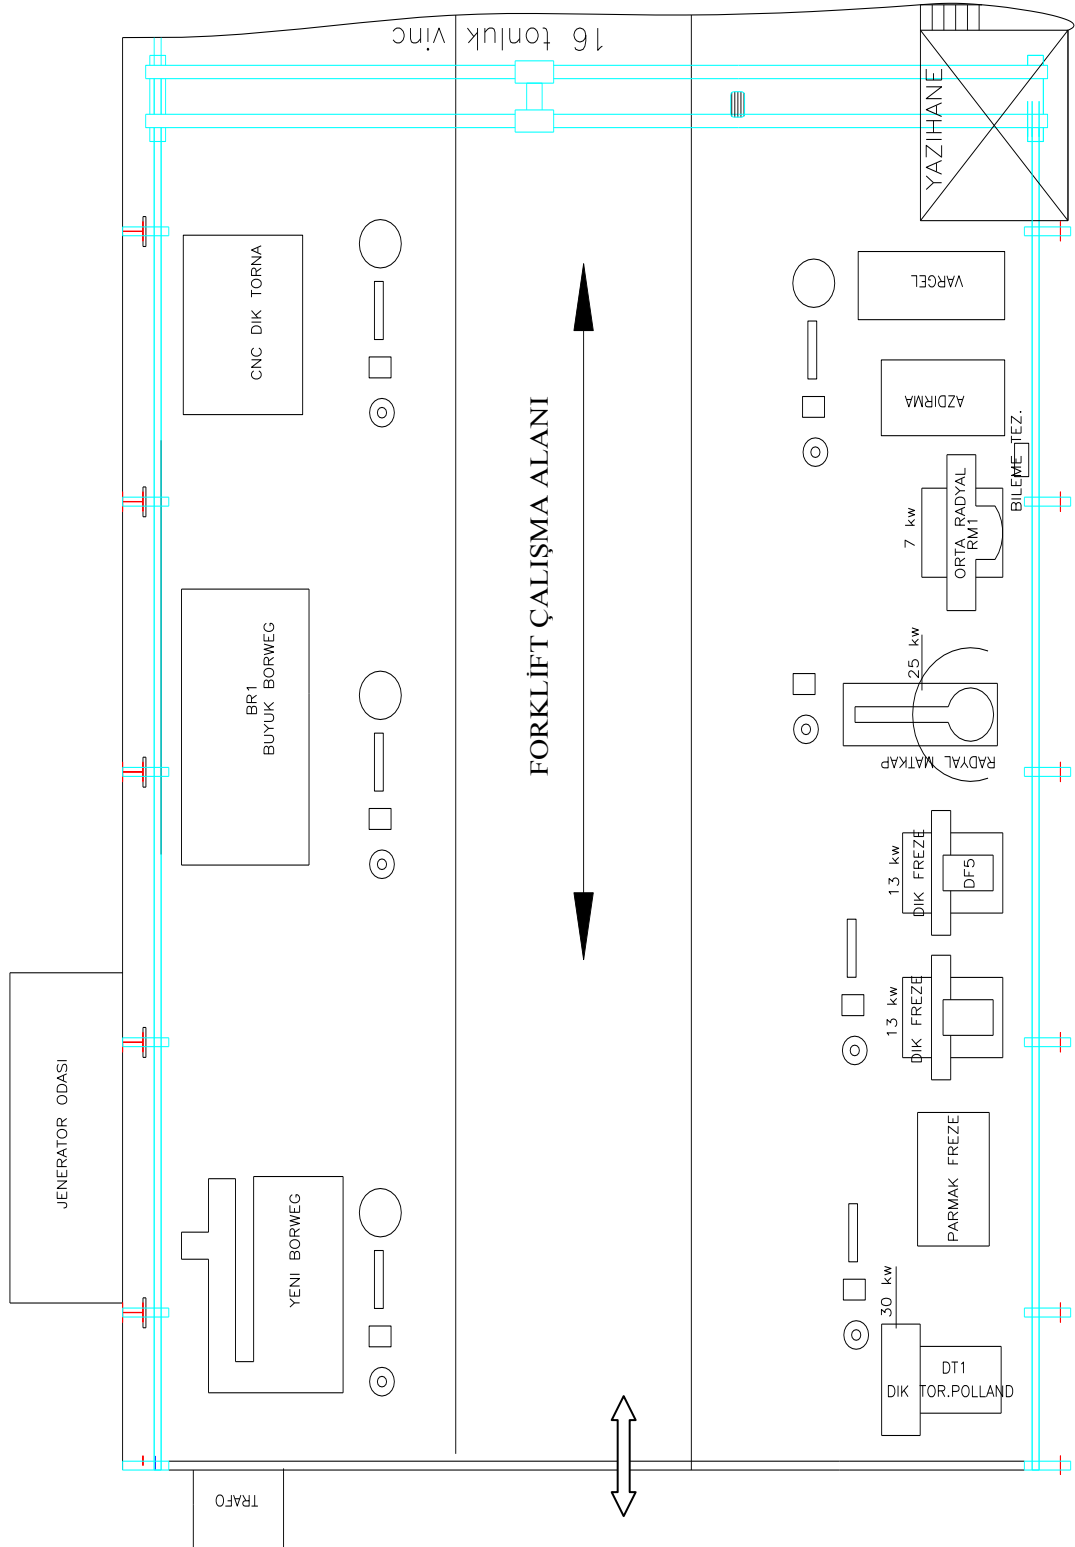 16 tonluk vinc
YAZIHANE
CNC DIK TORNA
VARGEL
AZDIRMA
BILEME TEZ.
7 kw
ORTA RADYAL
RM1
FORKLİFT ÇALIŞMA ALANI
BR1
BUYUK BORWEG
25 kw
RADYAL MATKAP
13 kw
DIK FREZE
DF5
13 kw
DIK FREZE
JENERATOR ODASI
PARMAK FREZE
YENI BORWEG
30 kw
DT1
DIK TOR.POLLAND
TRAFO